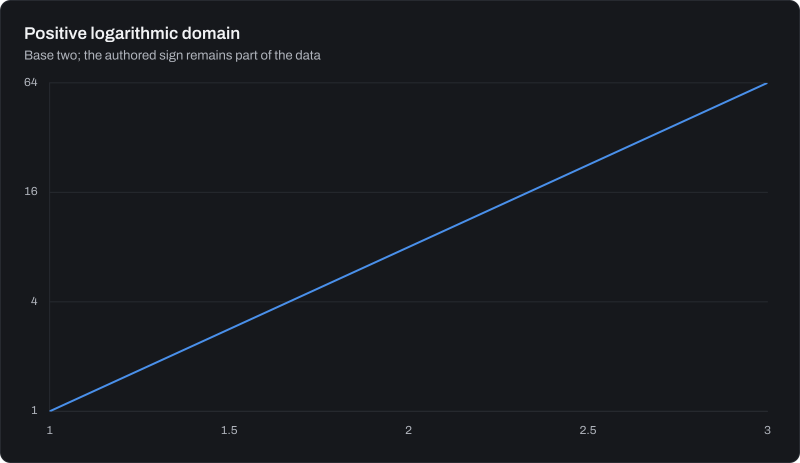 Positive logarithmic domain
Base two; the authored sign remains part of the data
64
16
4
1
1 1.5 2 2.5 3